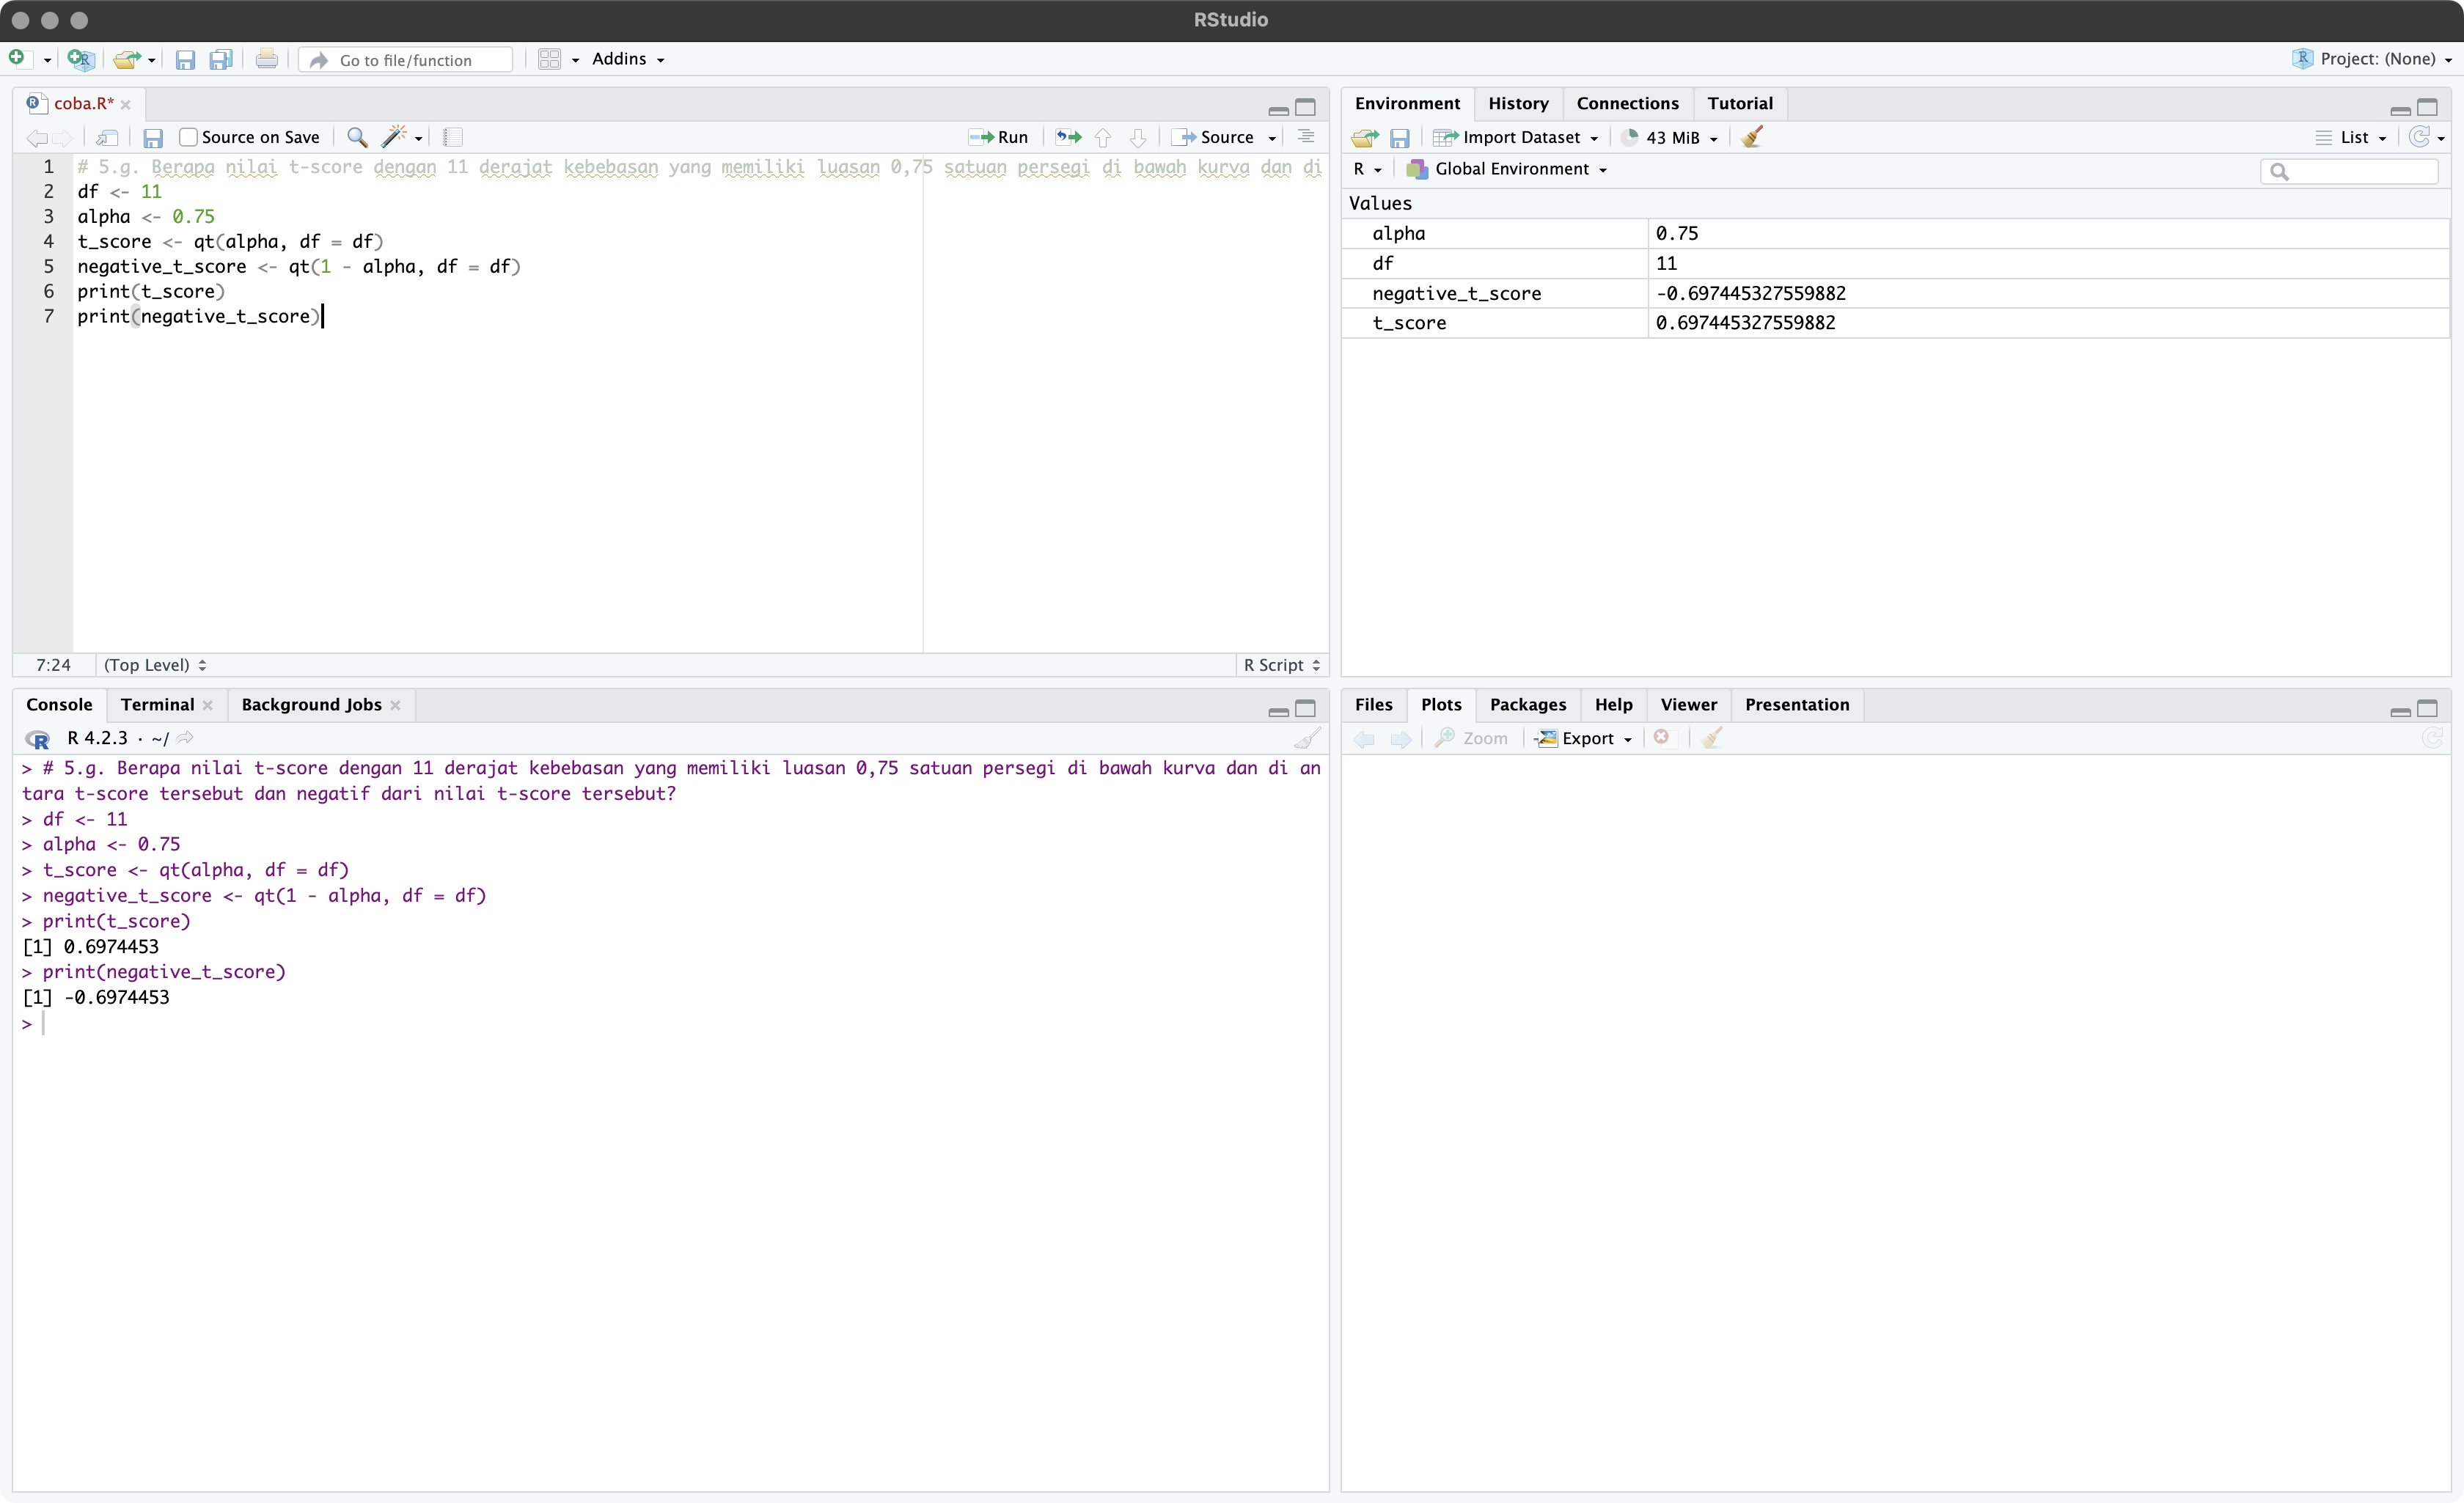 RStudio
Go to file/function
Addins
Project: (None)
coba.R*
Source on Save
Run
Source
1 # 5.g. Berapa nilai t-score dengan 11 derajat kebebasan yang memiliki luasan 0,75 satuan persegi di bawah kurva dan di
2 df <- 11
3 alpha <- 0.75
4 t_score <- qt(alpha, df = df)
5 negative_t_score <- qt(1 - alpha, df = df)
6 print(t_score)
7 print(negative_t_score)
7:24
(Top Level)
R Script
Environment
History
Connections
Tutorial
Import Dataset
43 MiB
List
R
Global Environment
Values
alpha 0.75
df 11
negative_t_score -0.697445327559882
t_score 0.697445327559882
Console
Terminal
Background Jobs
R 4.2.3 · ~/
> # 5.g. Berapa nilai t-score dengan 11 derajat kebebasan yang memiliki luasan 0,75 satuan persegi di bawah kurva dan di an
tara t-score tersebut dan negatif dari nilai t-score tersebut?
> df <- 11
> alpha <- 0.75
> t_score <- qt(alpha, df = df)
> negative_t_score <- qt(1 - alpha, df = df)
> print(t_score)
[1] 0.6974453
> print(negative_t_score)
[1] -0.6974453
>
Files
Plots
Packages
Help
Viewer
Presentation
Zoom
Export